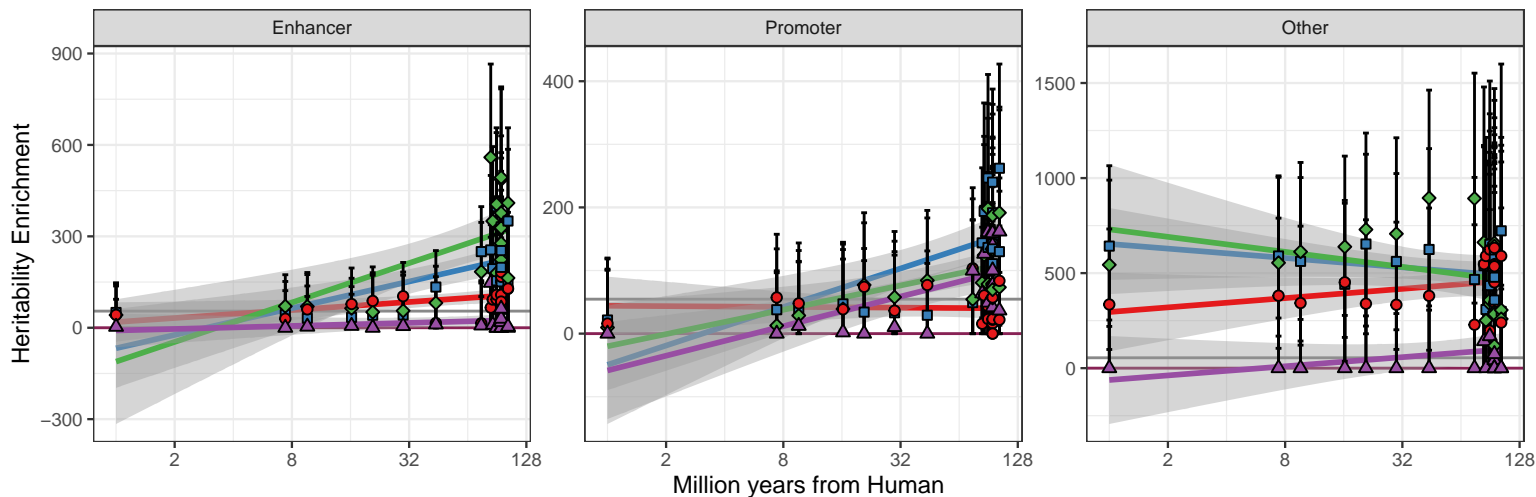 Enhancer
Promoter
Other
Heritability Enrichment
900
600
300
0
−300
400
200
0
1500
1000
500
0
2 8 32 128
2 8 32 128
2 8 32 128
Million years from Human